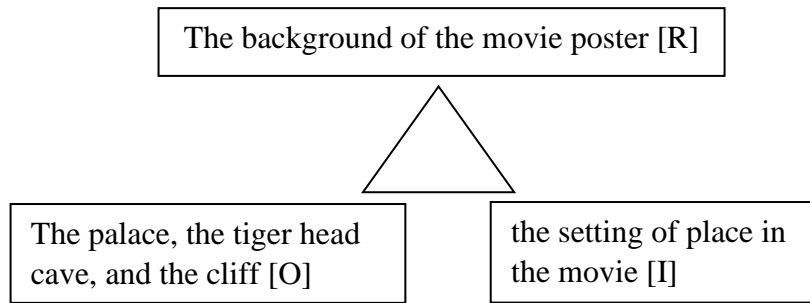 The background of the movie poster [R]
The palace, the tiger head
cave, and the cliff [O]
the setting of place in
the movie [I]